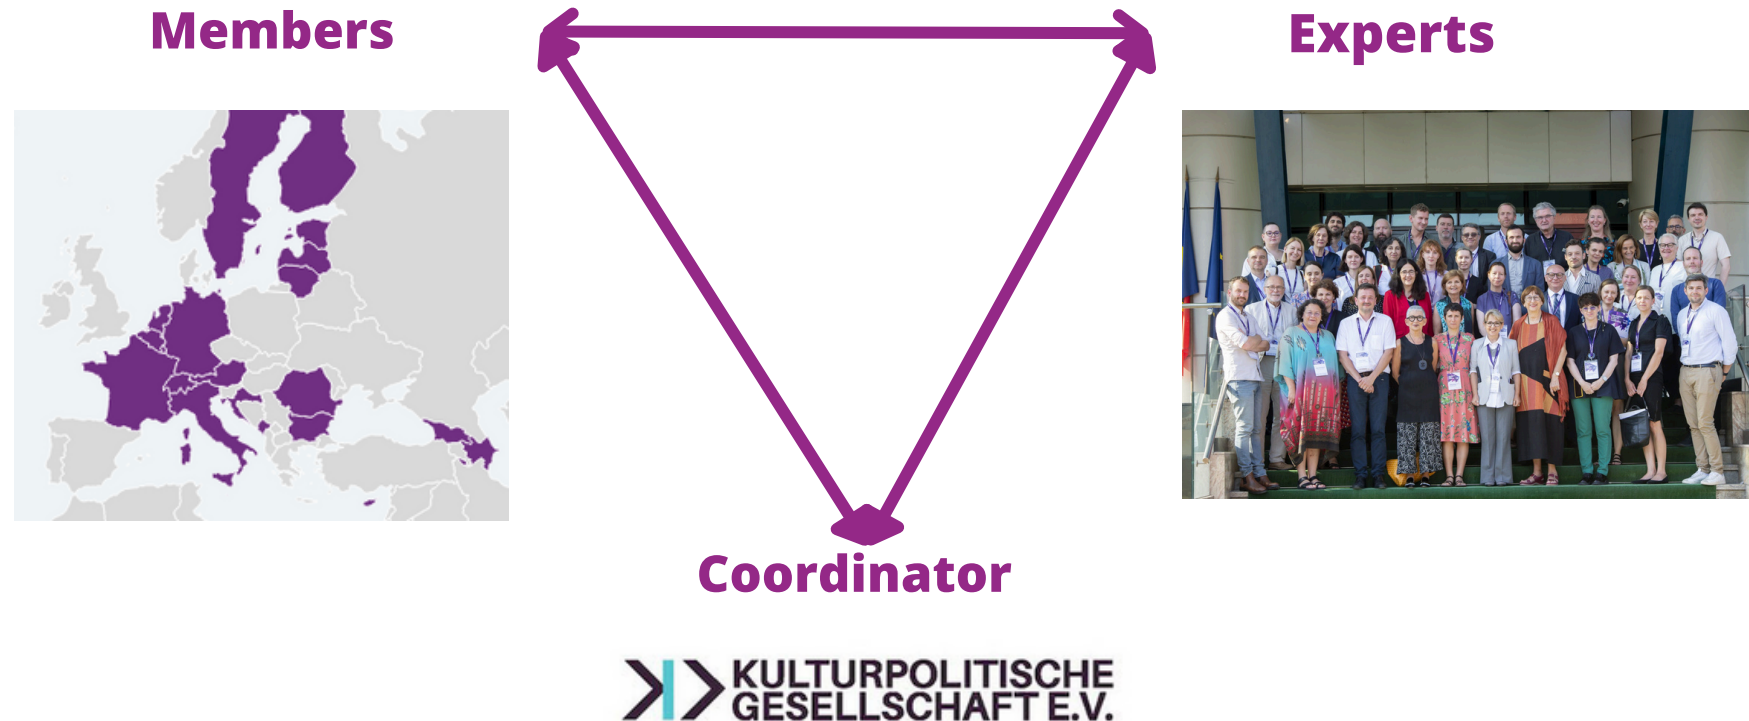 Members
Experts
Coordinator
KULTURPOLITISCHE
GESELLSCHAFT E.V.